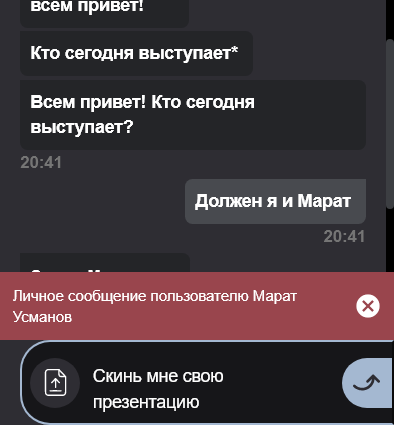 всем привет!
Кто сегодня выступает*
Всем привет! Кто сегодня
выступает?
20:41
Должен я и Марат
20:41
Личное сообщение пользователю Марат
Усманов
Скинь мне свою
презентацию